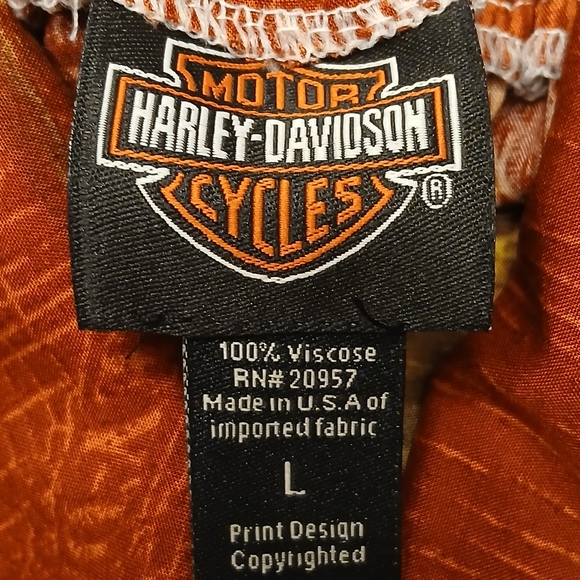 MOTOR
HARLEY-DAVIDSON
CYCLES
®
100% Viscose
RN# 20957
Made in U.S.A of
imported fabric
L
Print Design
Copyrighted